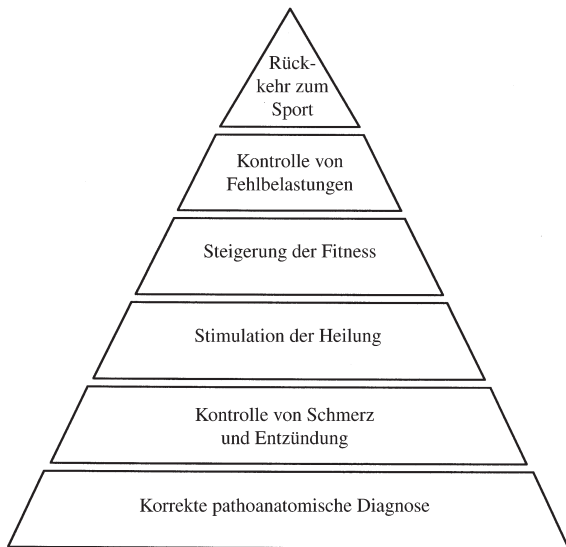 Rück-
kehr zum
Sport
Kontrolle von
Fehlbelastungen
Steigerung der Fitness
Stimulation der Heilung
Kontrolle von Schmerz
und Entzündung
Korrekte pathoanatomische Diagnose